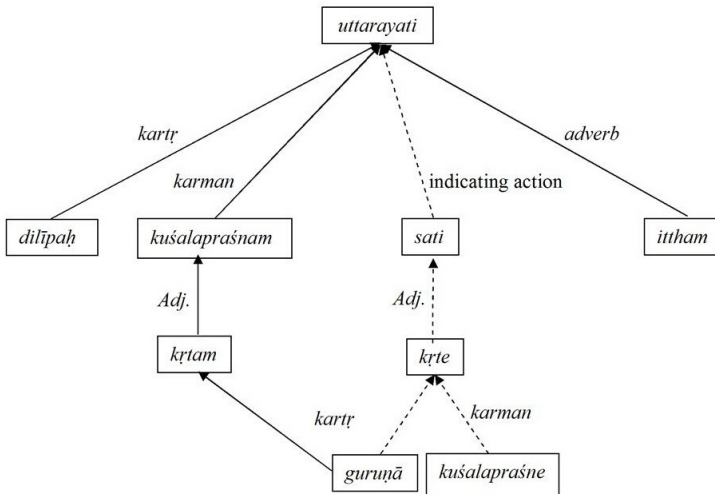 uttarayati
kartṛ
adverb
karman
indicating action
dilīpaḥ
kuśalapraśnam
sati
ittham
Adj.
Adj.
kṛtam
kṛte
kartṛ
karman
guruṇā
kuśalapraśne